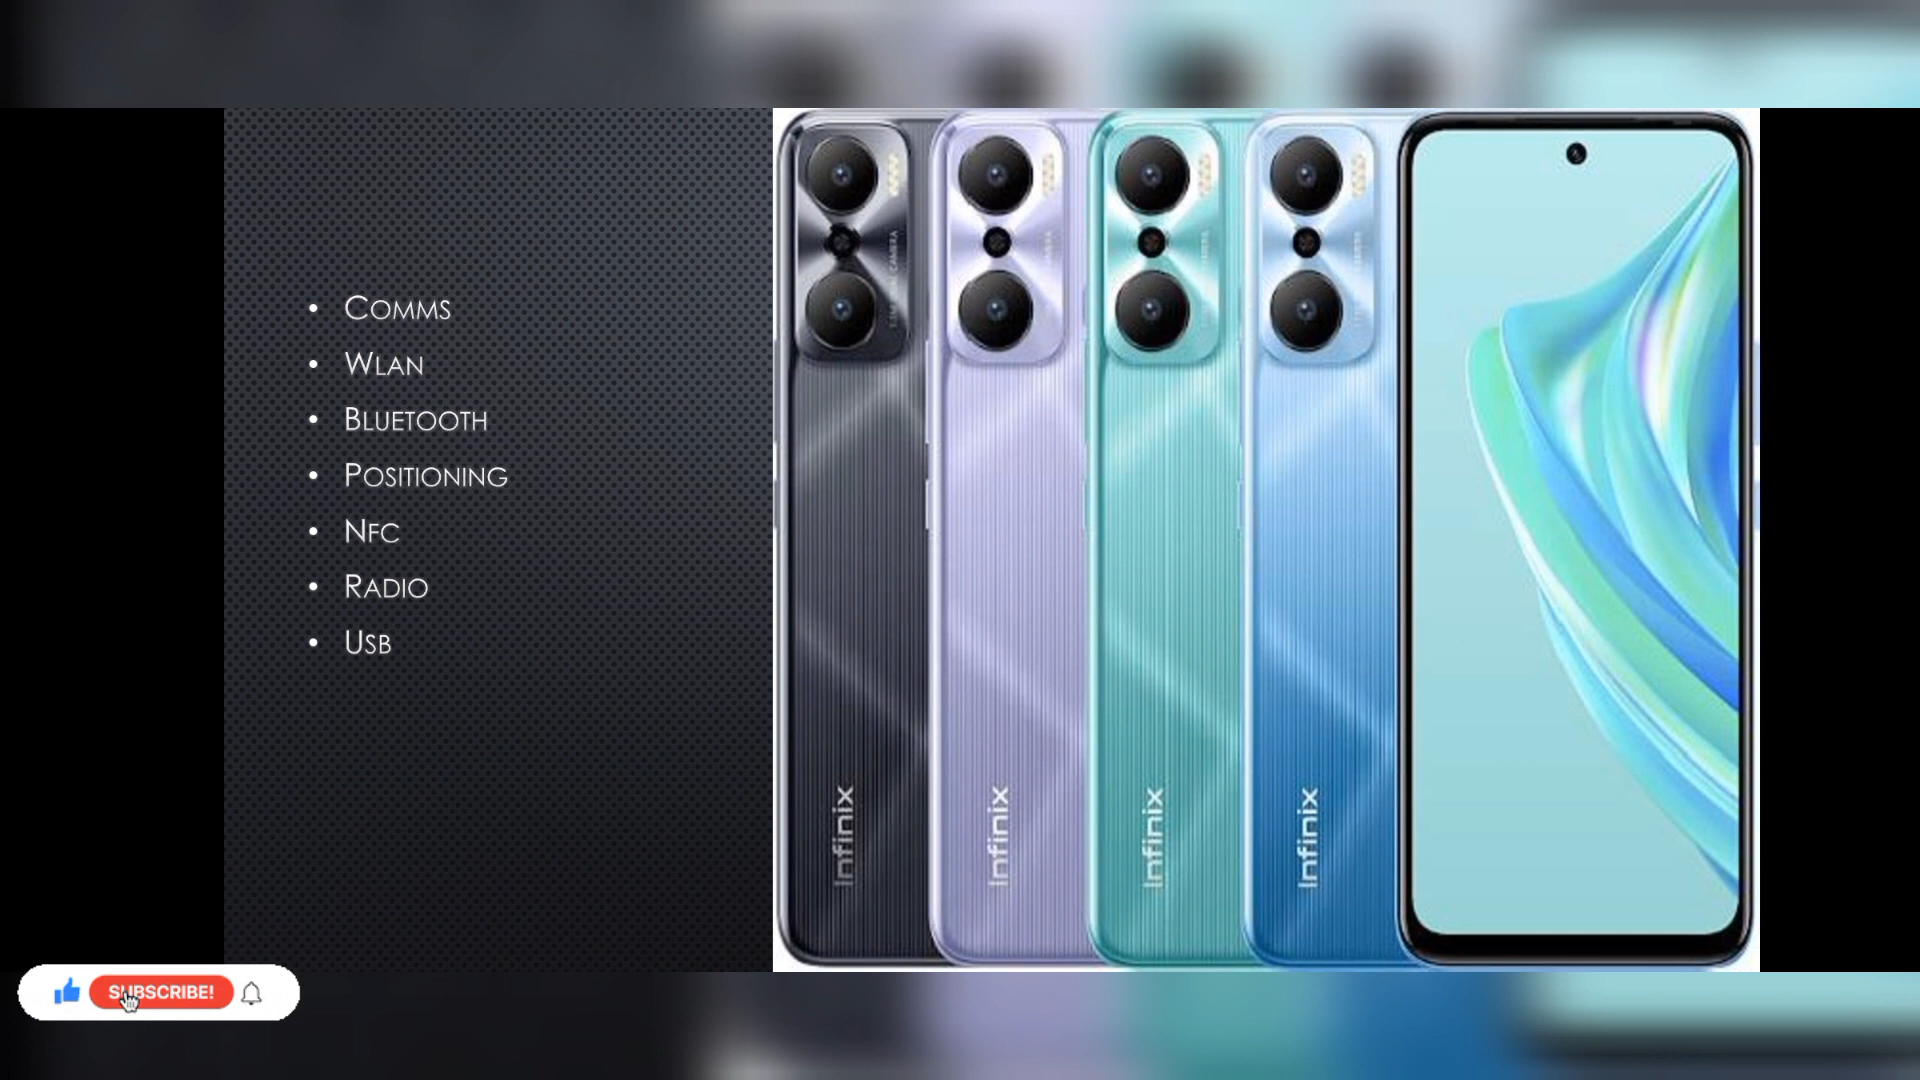 • Comms
• Wlan
• Bluetooth
• Positioning
• Nfc
• Radio
• Usb
Infinix
Infinix
Infinix
Infinix
SUBSCRIBE!